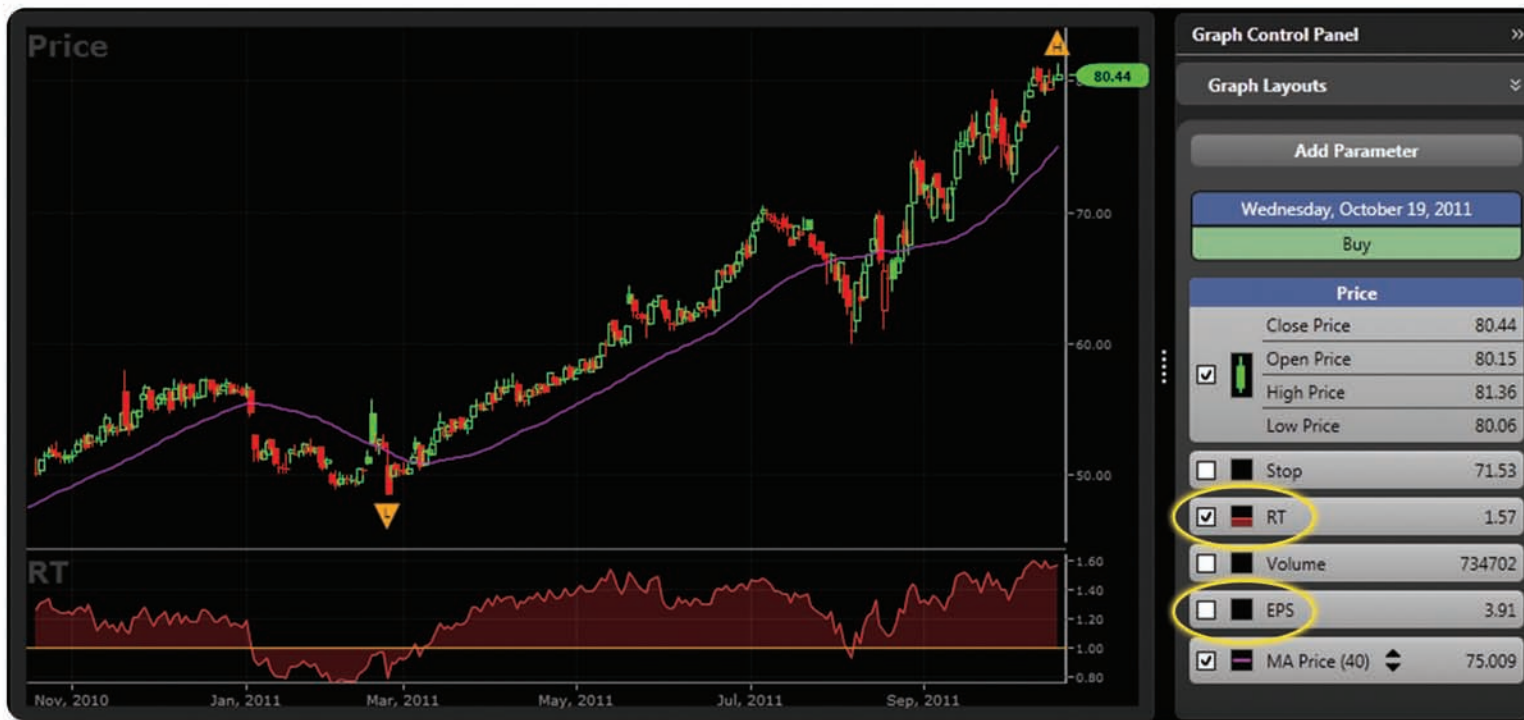 Price
H
80.44
70.00
60.00
50.00
L
RT
1.60
1.40
1.20
1.00
0.80
Nov, 2010 Jan, 2011 Mar, 2011 May, 2011 Jul, 2011 Sep, 2011
Graph Control Panel »
Graph Layouts
Add Parameter
Wednesday, October 19, 2011
Buy
Price
Close Price 80.44
Open Price 80.15
High Price 81.36
Low Price 80.06
Stop 71.53
RT 1.57
Volume 734702
EPS 3.91
MA Price (40) 75.009